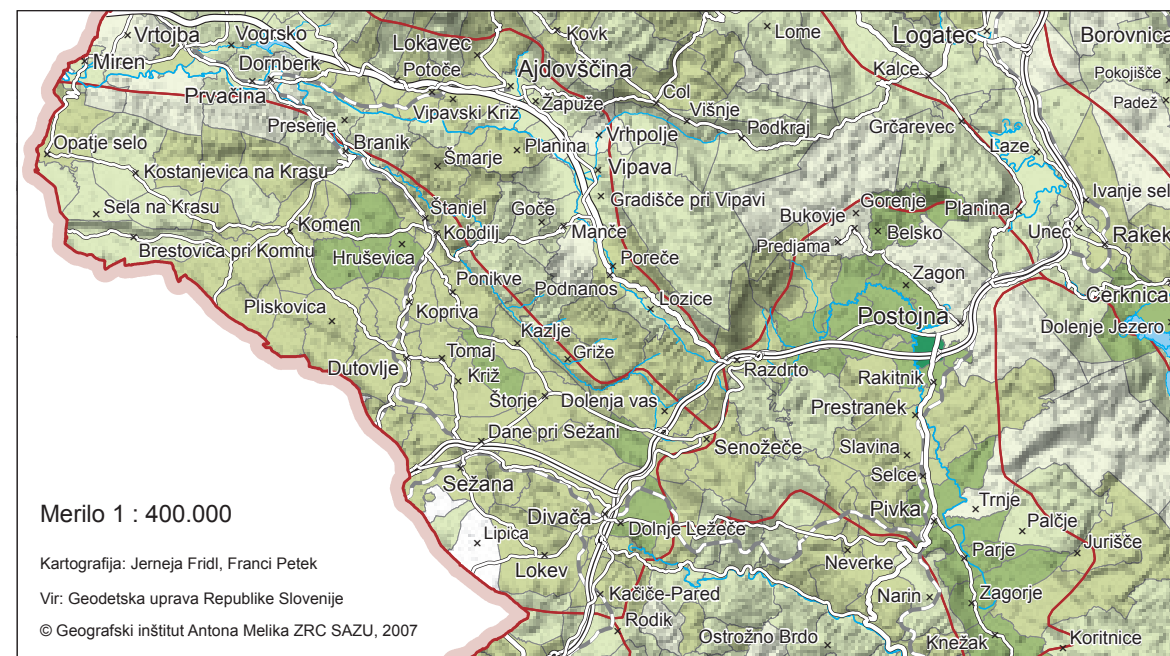 Vrtojba
Vogrsko
Miren
Dornberk
Prvačina
Lokavec
Potoče
Kovk
Ajdovščina
Lome
Logatec
Borovnica
Kalce
Pokojišče
Padež
Vipavski Križ
Zapuže
Col
Višnje
Podkraj
Grčarevec
Preserje
Branik
Opatje selo
Kostanjevica na Krasu
Šmarje
Planina
Vrhpolje
Vipava
Laze
Sela na Krasu
Štanjel
Goče
Gradišče pri Vipavi
Bukovje
Gorenje
Planina
Ivanje sel
Komen
Kobdilj
Manče
Belsko
Unec
Rakek
Brestovica pri Komnu
Hruševica
Predjama
Poreče
Ponikve
Podnanos
Zagon
Cerknica
Pliskovica
Kopriva
Lozice
Postojna
Dolenje Jezero
Kazlje
Griže
Tomaj
Dutovlje
Križ
Razdrto
Rakitnik
Štorje
Dolenja vas
Prestranek
Dane pri Sežani
Senožeče
Slavina
Selce
Sežana
Merilo 1 : 400.000
Lipica
Divača
Dolnje Ležeče
Pivka
Trnje
Palčje
Jurišče
Lokev
Neverke
Parje
Kartografija: Jerneja Fridl, Franci Petek
Vir: Geodetska uprava Republike Slovenije
© Geografski inštitut Antona Melika ZRC SAZU, 2007
Kačiče-Pared
Narin
Zagorje
Rodik
Ostrožno Brdo
Knežak
Koritnice